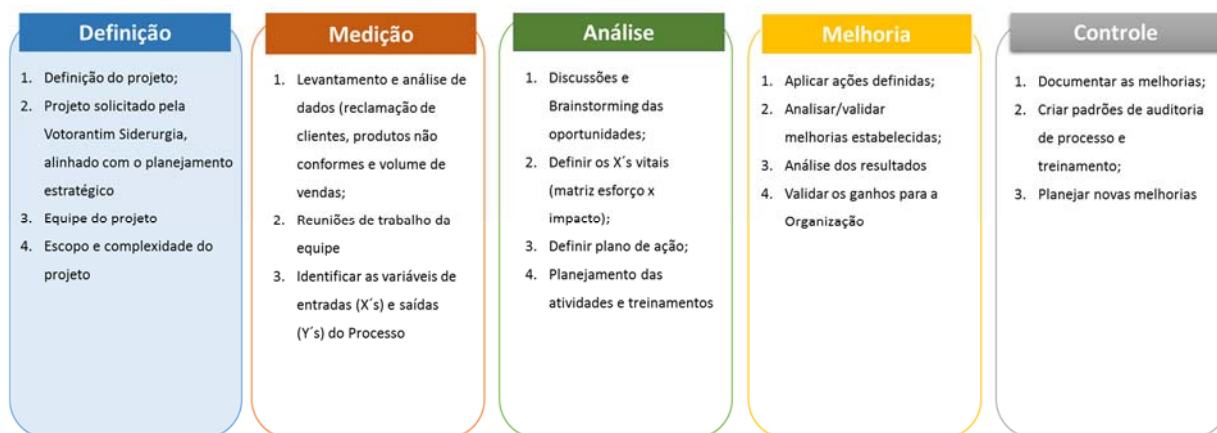 Definição
1. Definição do projeto;
2. Projeto solicitado pela
Votorantim Siderurgia,
alinhado com o planejamento
estratégico
3. Equipe do projeto
4. Escopo e complexidade do
projeto
Medição
1. Levantamento e análise de
dados (reclamação de
clientes, produtos não
conformes e volume de
vendas;
2. Reuniões de trabalho da
equipe
3. Identificar as variáveis de
entradas (X´s) e saídas
(Y´s) do Processo
Análise
1. Discussões e
Brainstorming das
oportunidades;
2. Definir os X´s vitais
(matriz esforço x
impacto);
3. Definir plano de ação;
4. Planejamento das
atividades e treinamentos
Melhoria
1. Aplicar ações definidas;
2. Analisar/validar
melhorias estabelecidas;
3. Análise dos resultados
4. Validar os ganhos para a
Organização
Controle
1. Documentar as melhorias;
2. Criar padrões de auditoria
de processo e
treinamento;
3. Planejar novas melhorias